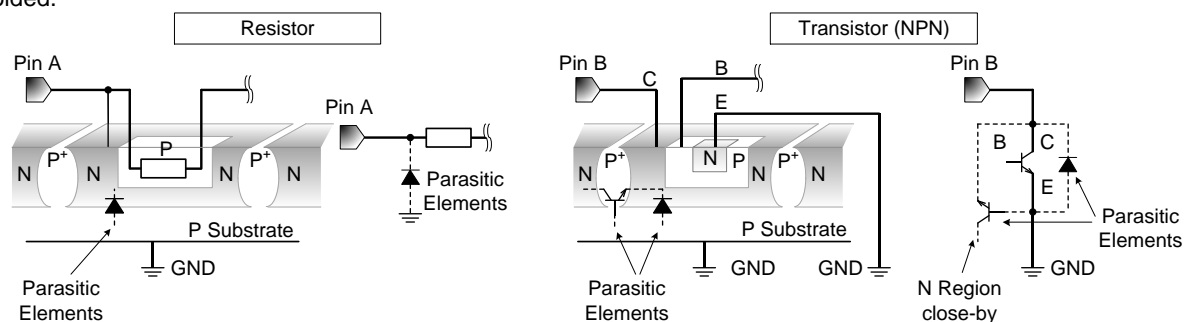 Resistor
Pin A
P
N
P+
N
N
P+
N
Parasitic
Elements
P Substrate
GND
Pin A
Parasitic
Elements
Transistor (NPN)
Pin B
C
B
E
N
P+
N
N
P
P+
N
N
Parasitic
Elements
P Substrate
GND
GND
Pin B
B
C
E
Parasitic
Elements
GND
N Region
close-by